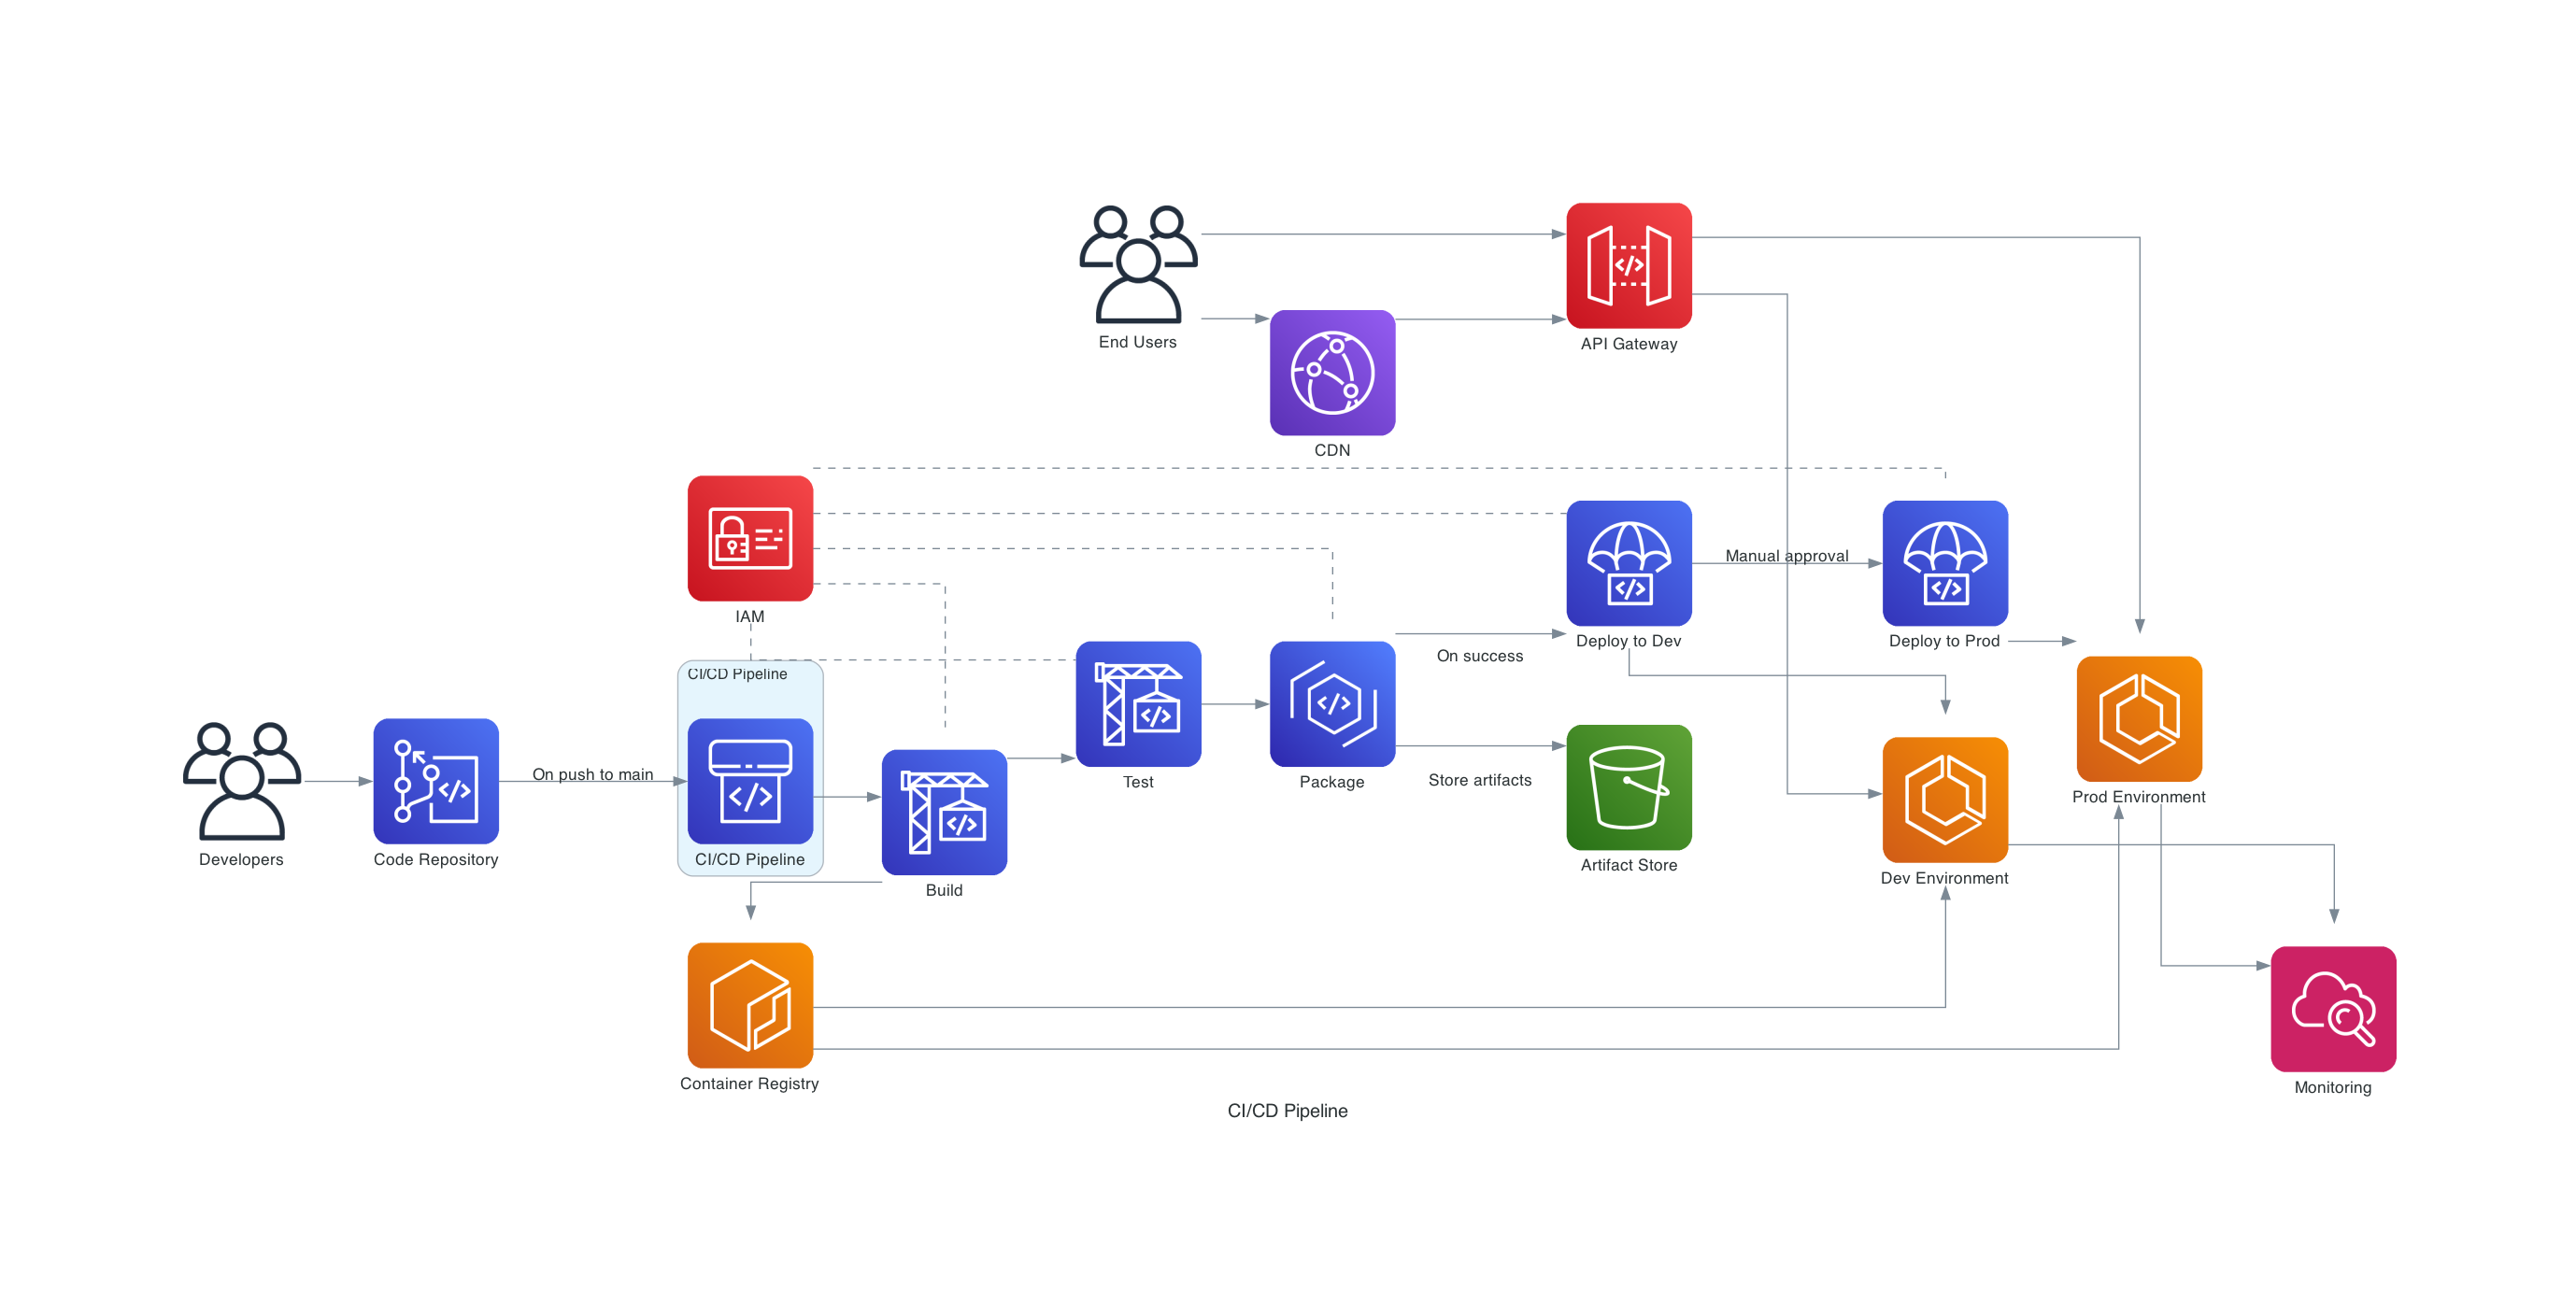 End Users
API Gateway
CDN
IAM
Manual approval
Deploy to Dev
Deploy to Prod
On success
CI/CD Pipeline
On push to main
Test
Package
Store artifacts
Prod Environment
Developers
Code Repository
CI/CD Pipeline
Build
Artifact Store
Dev Environment
Container Registry
Monitoring
CI/CD Pipeline